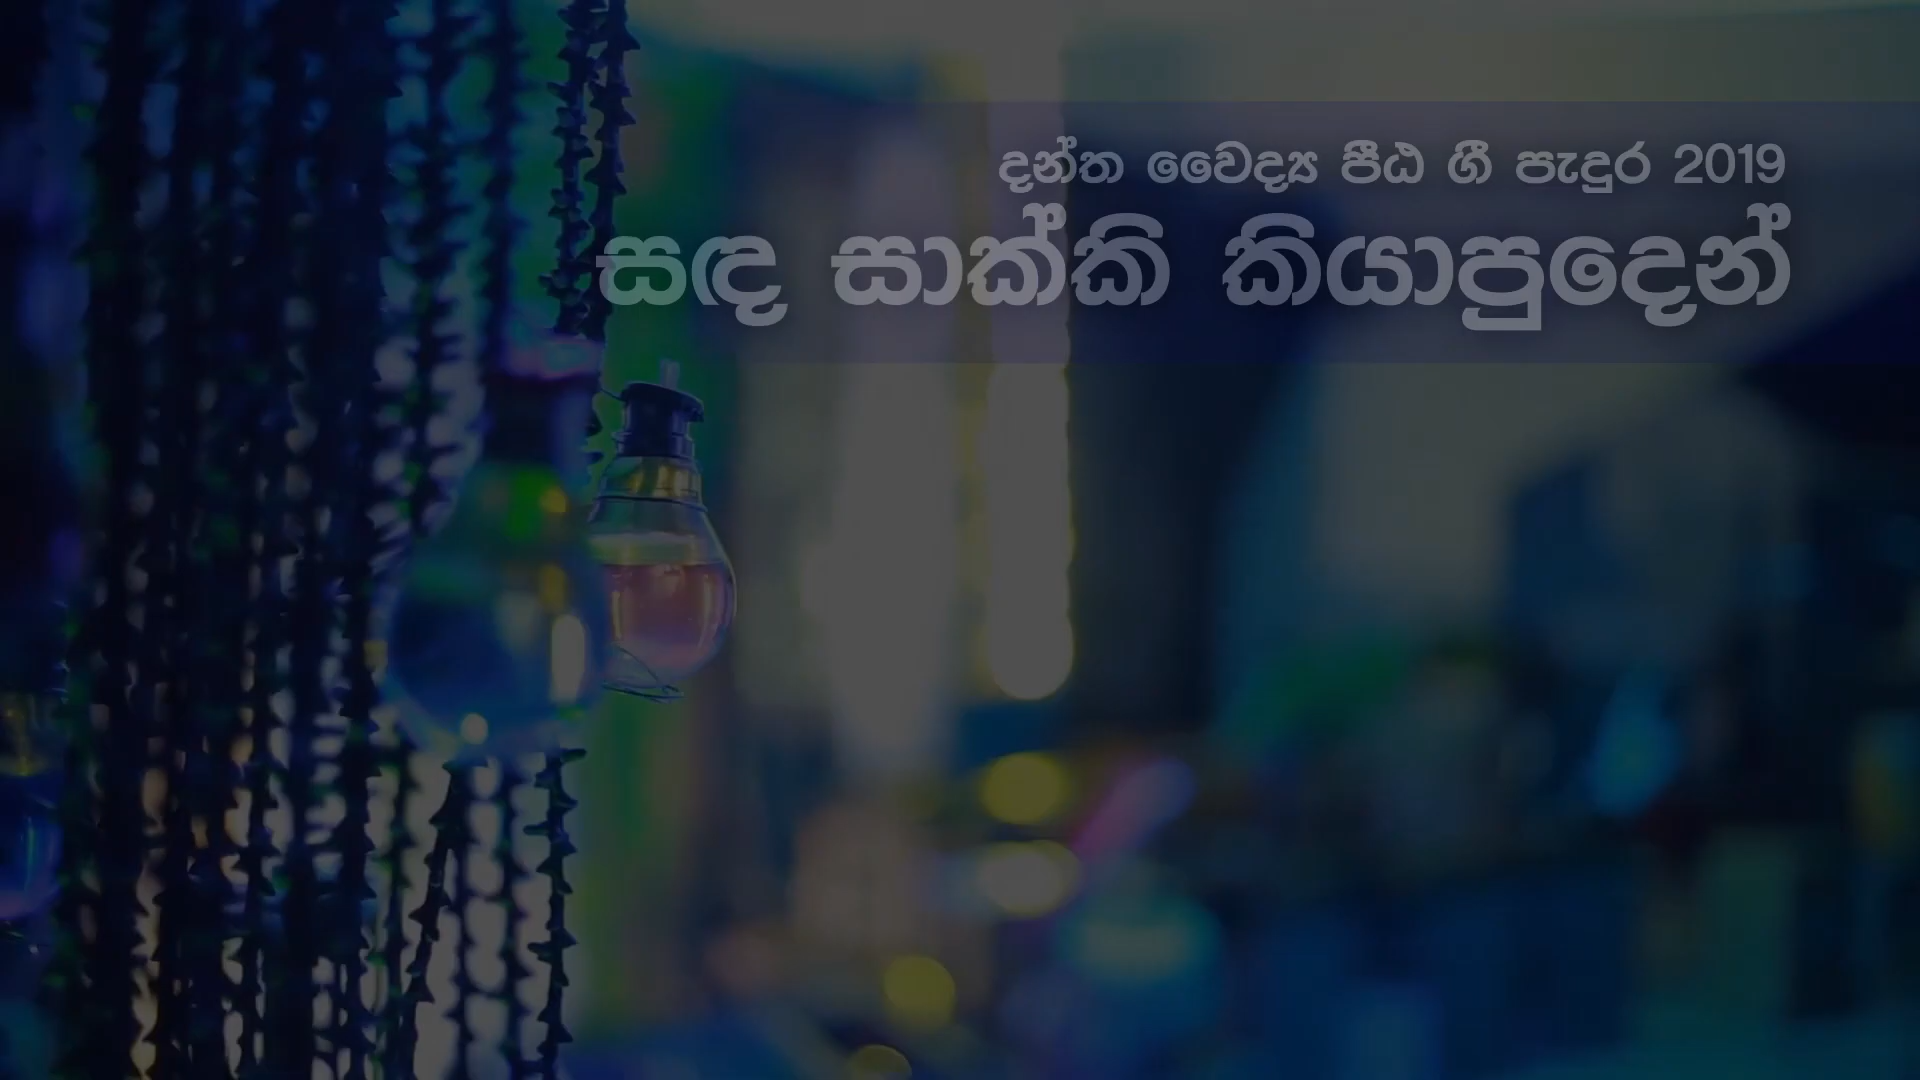 දන්ත වෛද්‍ය පීඨ ගී පැදුර 2019
සඳ සාක්කි කියාපුදෙන්